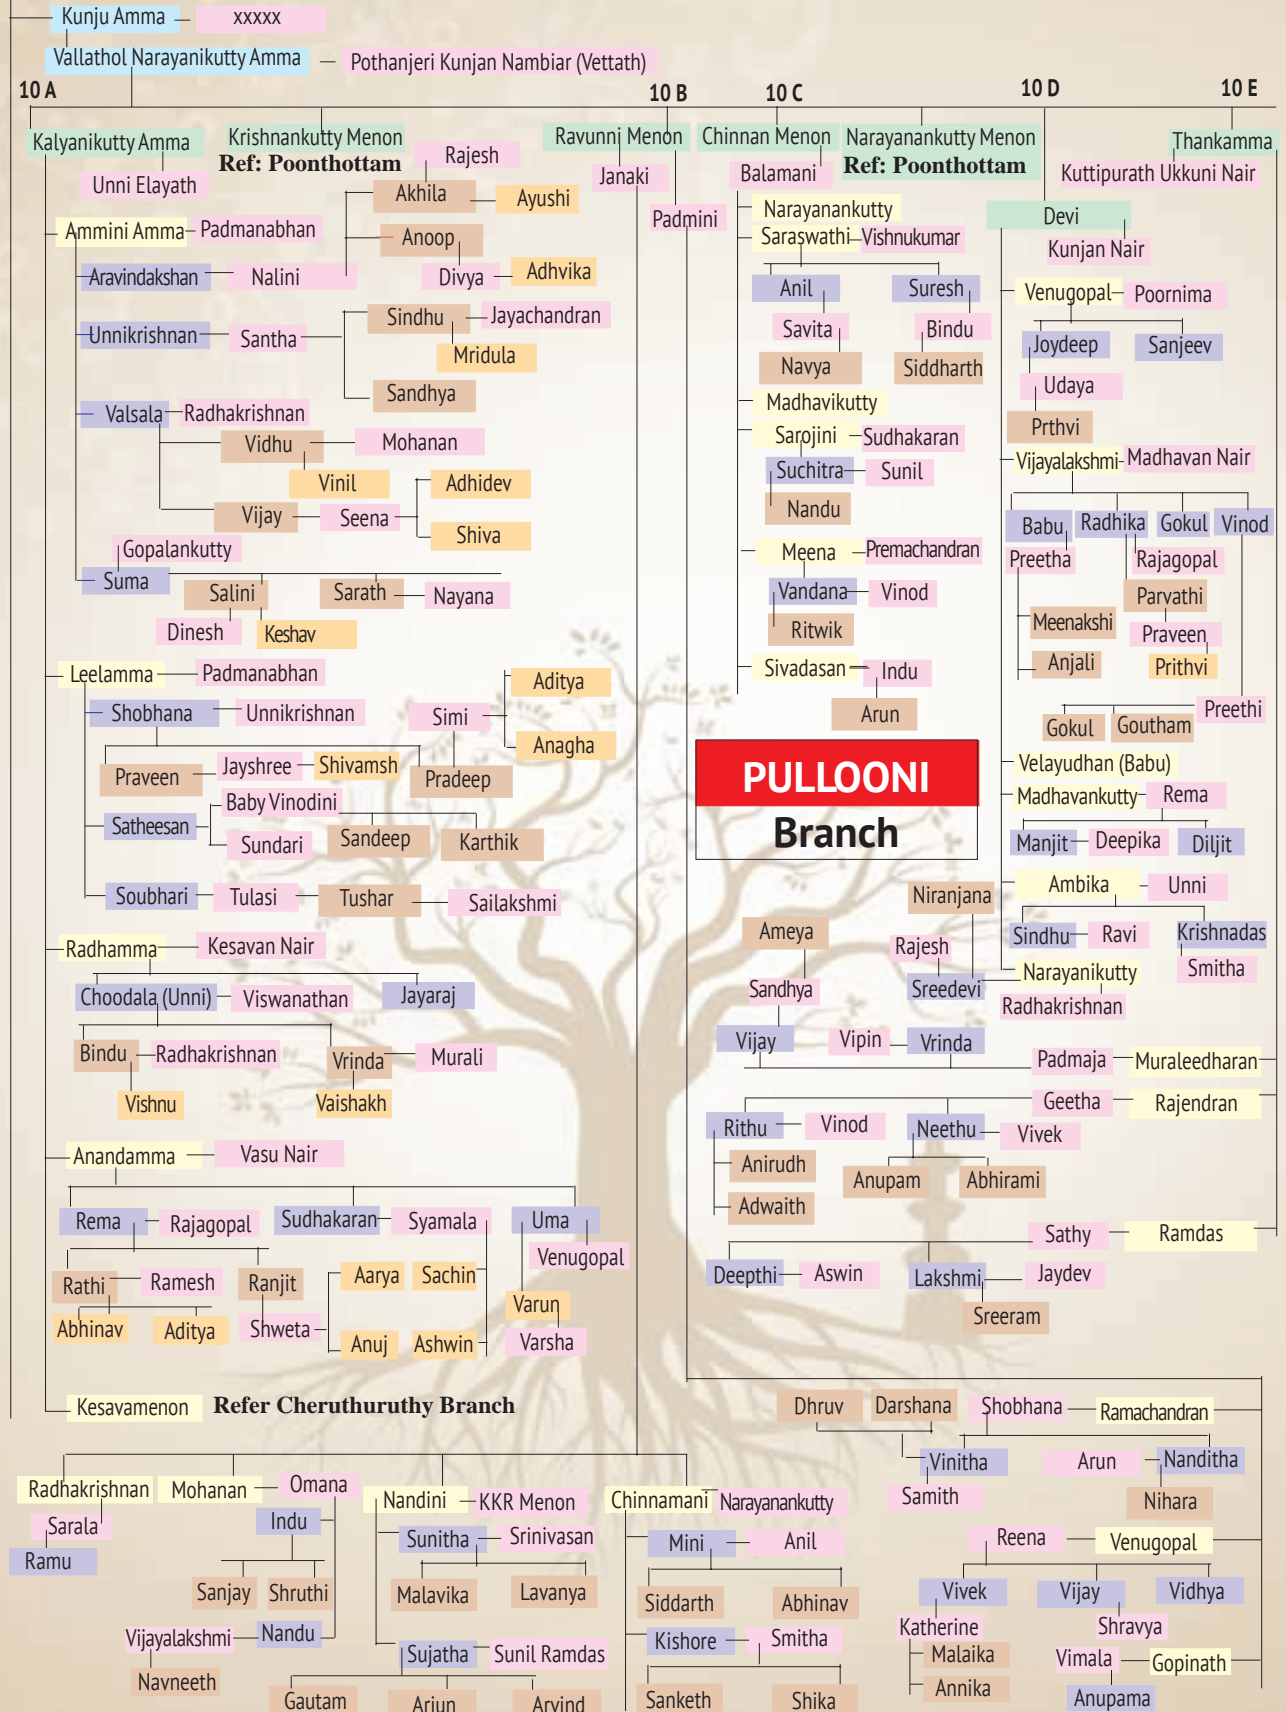 Kunju Amma
xxxxx
Vallathol Narayanikutty Amma
Pothanjeri Kunjan Nambiar (Vettath)
10 A
10 B
10 C
10 D
10 E
Kalyanikutty Amma
Krishnankutty Menon
Ref: Poonthottam
Ravunni Menon
Chinnan Menon
Narayanankutty Menon
Ref: Poonthottam
Thankamma
Unni Elayath
Rajesh
Janaki
Padmini
Balamani
Kuttipurath Ukkuni Nair
Devi
Kunjan Nair
Ammini Amma
Padmanabhan
Aravindakshan
Nalini
Akhila
Ayushi
Anoop
Divya
Adhvika
Unnikrishnan
Santha
Sindhu
Jayachandran
Mridula
Sandhya
Valsala
Radhakrishnan
Vidhu
Mohanan
Vinil
Vijay
Seena
Adhidev
Shiva
Gopalankutty
Suma
Salini
Sarath
Nayana
Dinesh
Keshav
Leelamma
Padmanabhan
Shobhana
Unnikrishnan
Simi
Aditya
Anagha
Praveen
Jayshree
Shivamsh
Pradeep
Satheesan
Baby Vinodini
Sundari
Sandeep
Karthik
Soubhari
Tulasi
Tushar
Sailakshmi
Radhamma
Kesavan Nair
Choodala (Unni)
Viswanathan
Jayaraj
Bindu
Radhakrishnan
Vrinda
Murali
Vishnu
Vaishakh
Anandamma
Vasu Nair
Rema
Rajagopal
Sudhakaran
Syamala
Uma
Venugopal
Rathi
Ramesh
Ranjit
Aarya
Sachin
Varun
Abhinav
Aditya
Shweta
Anuj
Ashwin
Varsha
Kesavamenon
Refer Cheruthuruthy Branch
Narayanankutty
Saraswathi
Vishnukumar
Anil
Suresh
Savita
Bindu
Navya
Siddharth
Madhavikutty
Sarojini
Sudhakaran
Suchitra
Sunil
Nandu
Meena
Premachandran
Vandana
Vinod
Ritwik
Sivadasan
Indu
Arun
PULLOONI
Branch
Venugopal
Poornima
Joydeep
Sanjeev
Udaya
Prthvi
Vijayalakshmi
Madhavan Nair
Babu
Radhika
Gokul
Vinod
Preetha
Rajagopal
Meenakshi
Parvathi
Praveen
Anjali
Prithvi
Preethi
Gokul
Goutham
Velayudhan (Babu)
Madhavankutty
Rema
Manjit
Deepika
Diljit
Ambika
Unni
Sindhu
Ravi
Krishnadas
Smitha
Niranjana
Rajesh
Sreedevi
Narayanikutty
Radhakrishnan
Ameya
Sandhya
Vijay
Vipin
Vrinda
Padmaja
Muraleedharan
Geetha
Rajendran
Rithu
Vinod
Neethu
Vivek
Anirudh
Adwaith
Anupam
Abhirami
Sathy
Ramdas
Deepthi
Aswin
Lakshmi
Jaydev
Sreeram
Dhruv
Darshana
Shobhana
Ramachandran
Vinitha
Samith
Arun
Nanditha
Nihara
Reena
Venugopal
Vivek
Vijay
Vidhya
Katherine
Shravya
Malaika
Annika
Vimala
Gopinath
Anupama
Radhakrishnan
Sarala
Ramu
Mohanan
Omana
Indu
Sanjay
Shruthi
Vijayalakshmi
Nandu
Navneeth
Nandini
KKR Menon
Sunitha
Srinivasan
Malavika
Lavanya
Sujatha
Sunil Ramdas
Gautam
Arjun
Arvind
Chinnamani
Narayanankutty
Mini
Anil
Siddarth
Abhinav
Kishore
Smitha
Sanketh
Shika